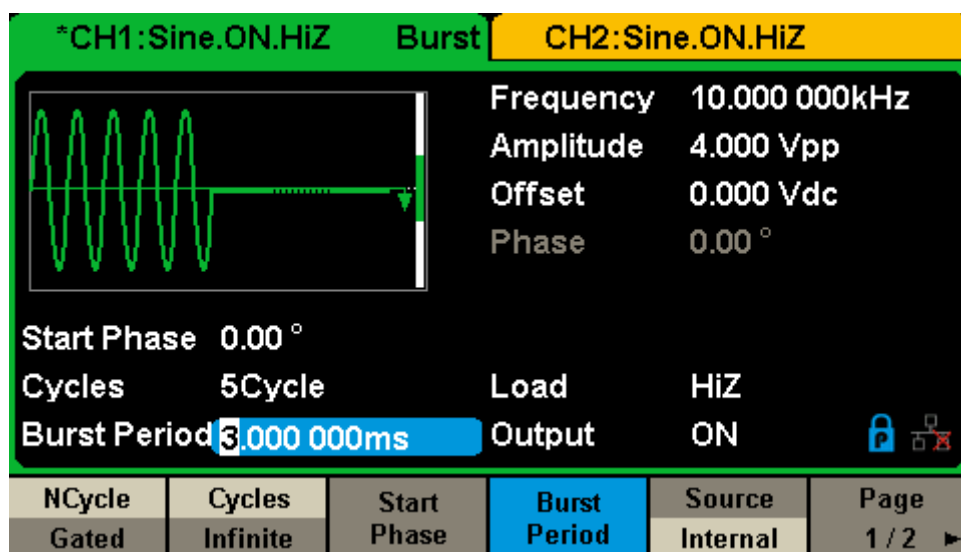 *CH1:Sine.ON.HiZ Burst CH2:Sine.ON.HiZ
Frequency 10.000 000kHz
Amplitude 4.000 Vpp
Offset 0.000 Vdc
Phase 0.00 °
Start Phase 0.00 °
Cycles 5Cycle Load HiZ
Burst Period 3.000 000ms Output ON P
NCycle Cycles Start Burst Source Page
Gated Infinite Phase Period Internal 1 / 2 ►